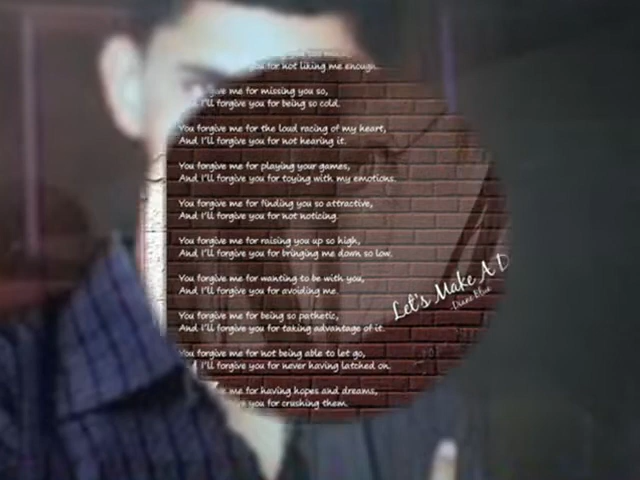 you for not liking me enough.
me for missing you so,
I'll forgive you for being so cold.
You forgive me for the loud racing of my heart,
And I'll forgive you for not hearing it.
You forgive me for playing your games,
And I'll forgive you for toying with my emotions.
You forgive me for finding you so attractive,
And I'll forgive you for not noticing.
You forgive me for raising you up so high,
And I'll forgive you for bringing me down so low.
You forgive me for wanting to be with you,
And I'll forgive you for avoiding me.
You forgive me for being so pathetic,
And I'll forgive you for taking advantage of it.
You forgive me for not being able to let go,
I'll forgive you for never having latched on.
me for having hopes and dreams,
you for crushing them.
Let's Make A D